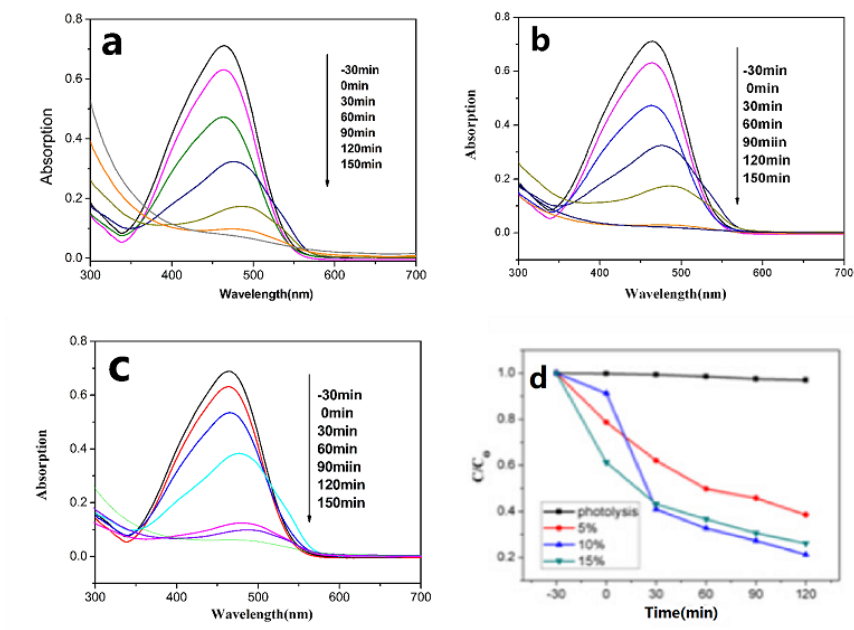 a
0.8
0.6
0.4
0.2
0.0
Absorption
-30min
0min
30min
60min
90min
120min
150min
300 400 500 600 700
Wavelength(nm)
b
0.8
0.6
0.4
0.2
0.0
Absorption
-30min
0min
30min
60min
90miin
120min
150min
300 400 500 600 700
Wavelength(nm)
c
0.8
0.6
0.4
0.2
0.0
Absorption
-30min
0min
30min
60min
90miin
120min
150min
300 400 500 600 700
Wavelength(nm)
d
1.0
0.8
0.6
0.4
0.2
C/Co
photolysis
5%
10%
15%
-30 0 30 60 90 120
Time(min)